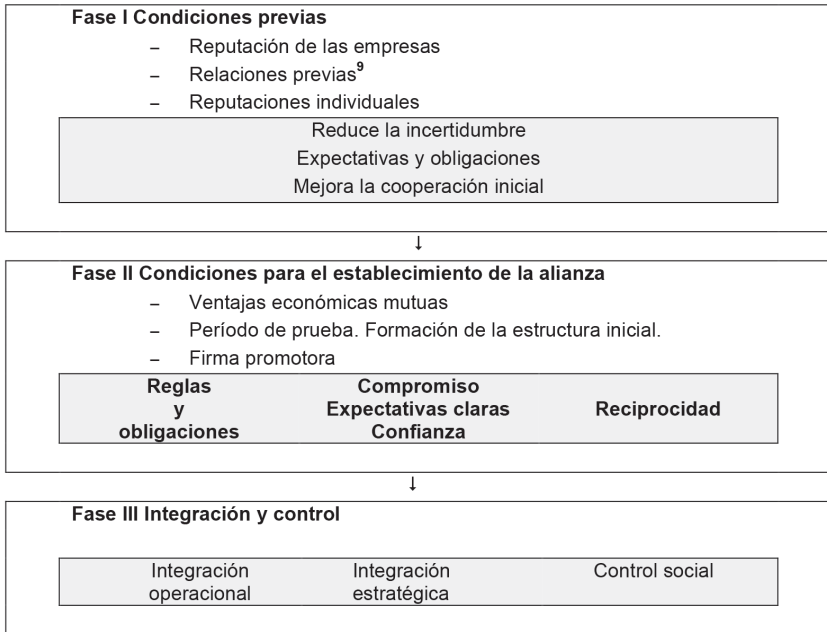 Fase I Condiciones previas
– Reputación de las empresas
– Relaciones previas⁹
– Reputaciones individuales
Reduce la incertidumbre
Expectativas y obligaciones
Mejora la cooperación inicial
↓
Fase II Condiciones para el establecimiento de la alianza
– Ventajas económicas mutuas
– Período de prueba. Formación de la estructura inicial.
– Firma promotora
Reglas
y
obligaciones
Compromiso
Expectativas claras
Confianza
Reciprocidad
↓
Fase III Integración y control
Integración
operacional
Integración
estratégica
Control social